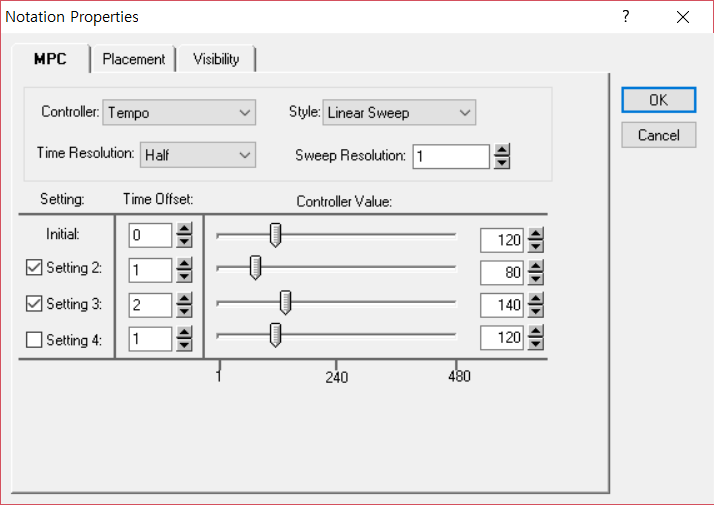 Notation Properties ?
MPC Placement Visibility
Controller: Tempo Style: Linear Sweep OK
Time Resolution: Half Sweep Resolution: 1 Cancel
Setting: Time Offset: Controller Value:
Initial: 0 120
Setting 2: 1 80
Setting 3: 2 140
Setting 4: 1 120
1 240 480